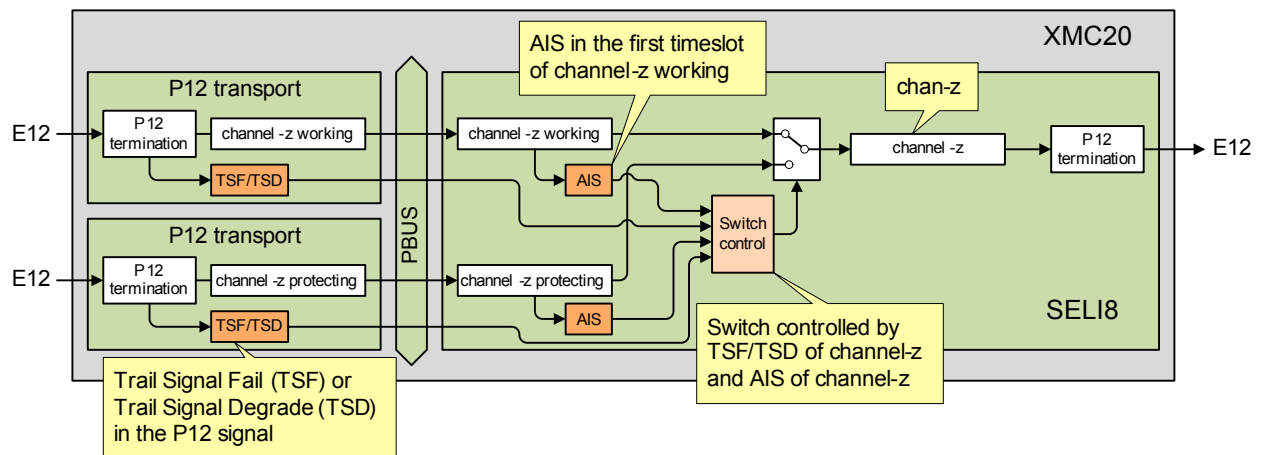 XMC20
AIS in the first timeslot
of channel-z working
chan-z
P12 transport
E12
P12
termination
channel -z working
TSF/TSD
P12 transport
E12
P12
termination
channel -z protecting
TSF/TSD
PBUS
channel -z working
AIS
channel -z protecting
AIS
Switch
control
channel -z
P12
termination
E12
SELI8
Trail Signal Fail (TSF) or
Trail Signal Degrade (TSD)
in the P12 signal
Switch controlled by
TSF/TSD of channel-z
and AIS of channel-z